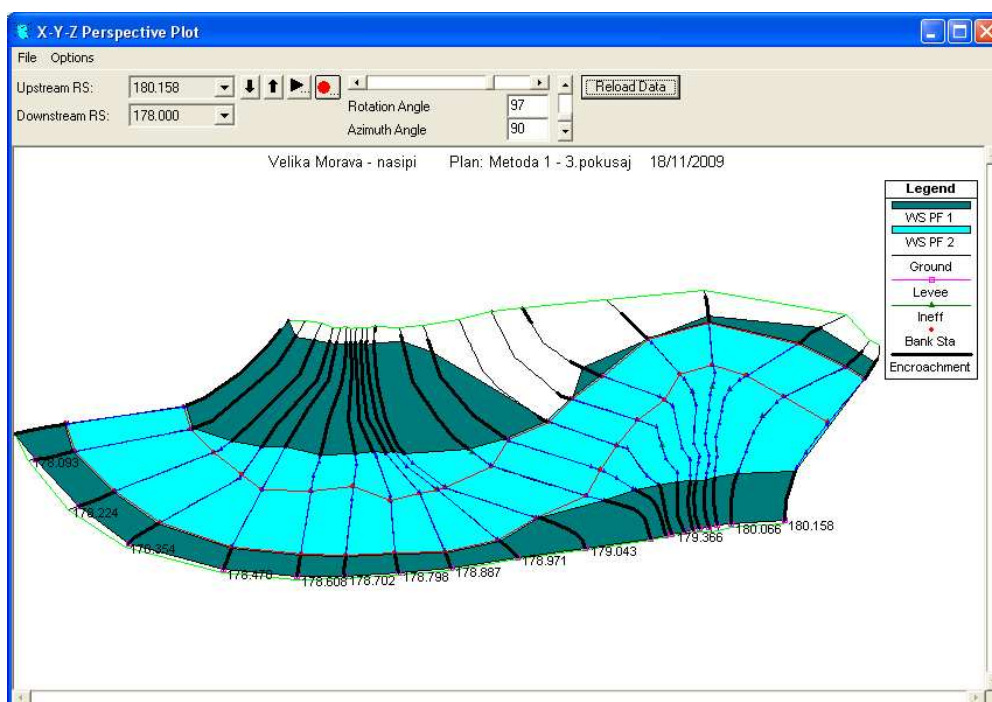 X-Y-Z Perspective Plot
File Options
Upstream RS: 180.158
Downstream RS: 178.000
Rotation Angle 97
Azimuth Angle 90
Reload Data
Velika Morava - nasipi Plan: Metoda 1 - 3.pokusaj 18/11/2009
Legend
WS PF 1
WS PF 2
Ground
Levee
Ineff
Bank Sta
Encroachment
178.093
178.224
178.354
178.470
178.608
178.702
178.798
178.887
178.971
179.043
179.366
180.066
180.158